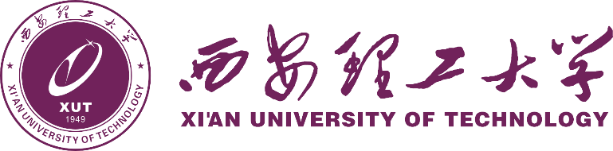 西安理工大学
XUT
1949
XI'AN UNIVERSITY OF TECHNOLOGY
西安理工大学
XI'AN UNIVERSITY OF TECHNOLOGY